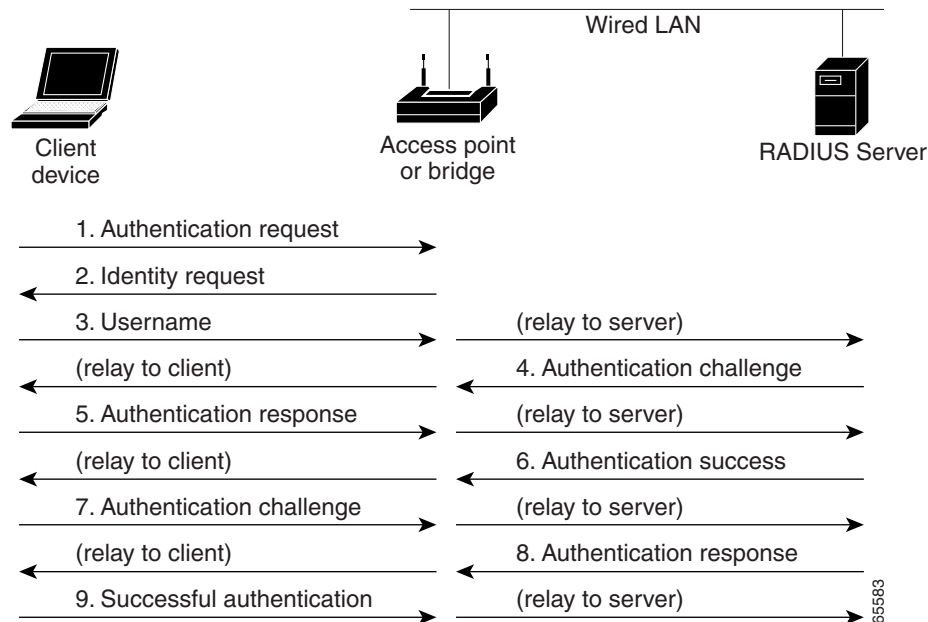 Wired LAN
Client
device
Access point
or bridge
RADIUS Server
1. Authentication request
2. Identity request
3. Username
(relay to server)
(relay to client)
4. Authentication challenge
5. Authentication response
(relay to server)
(relay to client)
6. Authentication success
7. Authentication challenge
(relay to server)
(relay to client)
8. Authentication response
9. Successful authentication
(relay to server)
65583